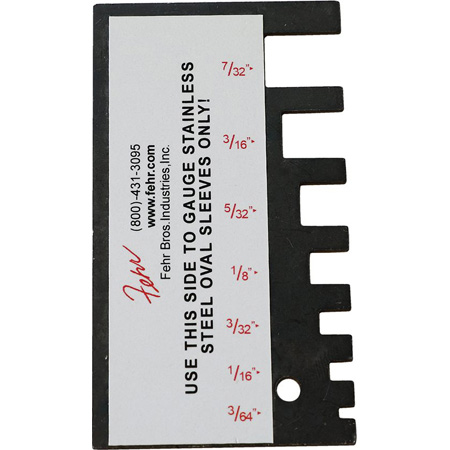 Fehr
(800)-431-3095
www.fehr.com
Fehr Bros.Industries,Inc.
USE THIS SIDE TO GAUGE STAINLESS
STEEL OVAL SLEEVES ONLY!
7/32"
3/16"
5/32"
1/8"
3/32"
1/16"
3/64"